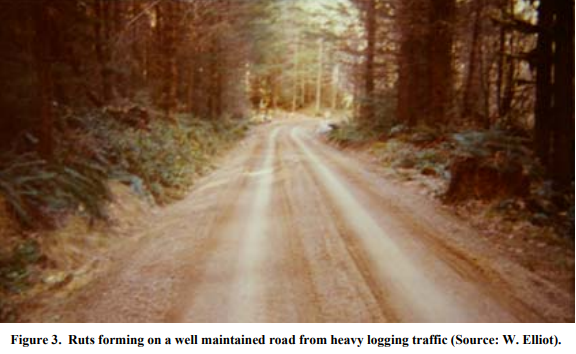 Figure 3.  Ruts forming on a well maintained road from heavy logging traffic (Source: W. Elliot).